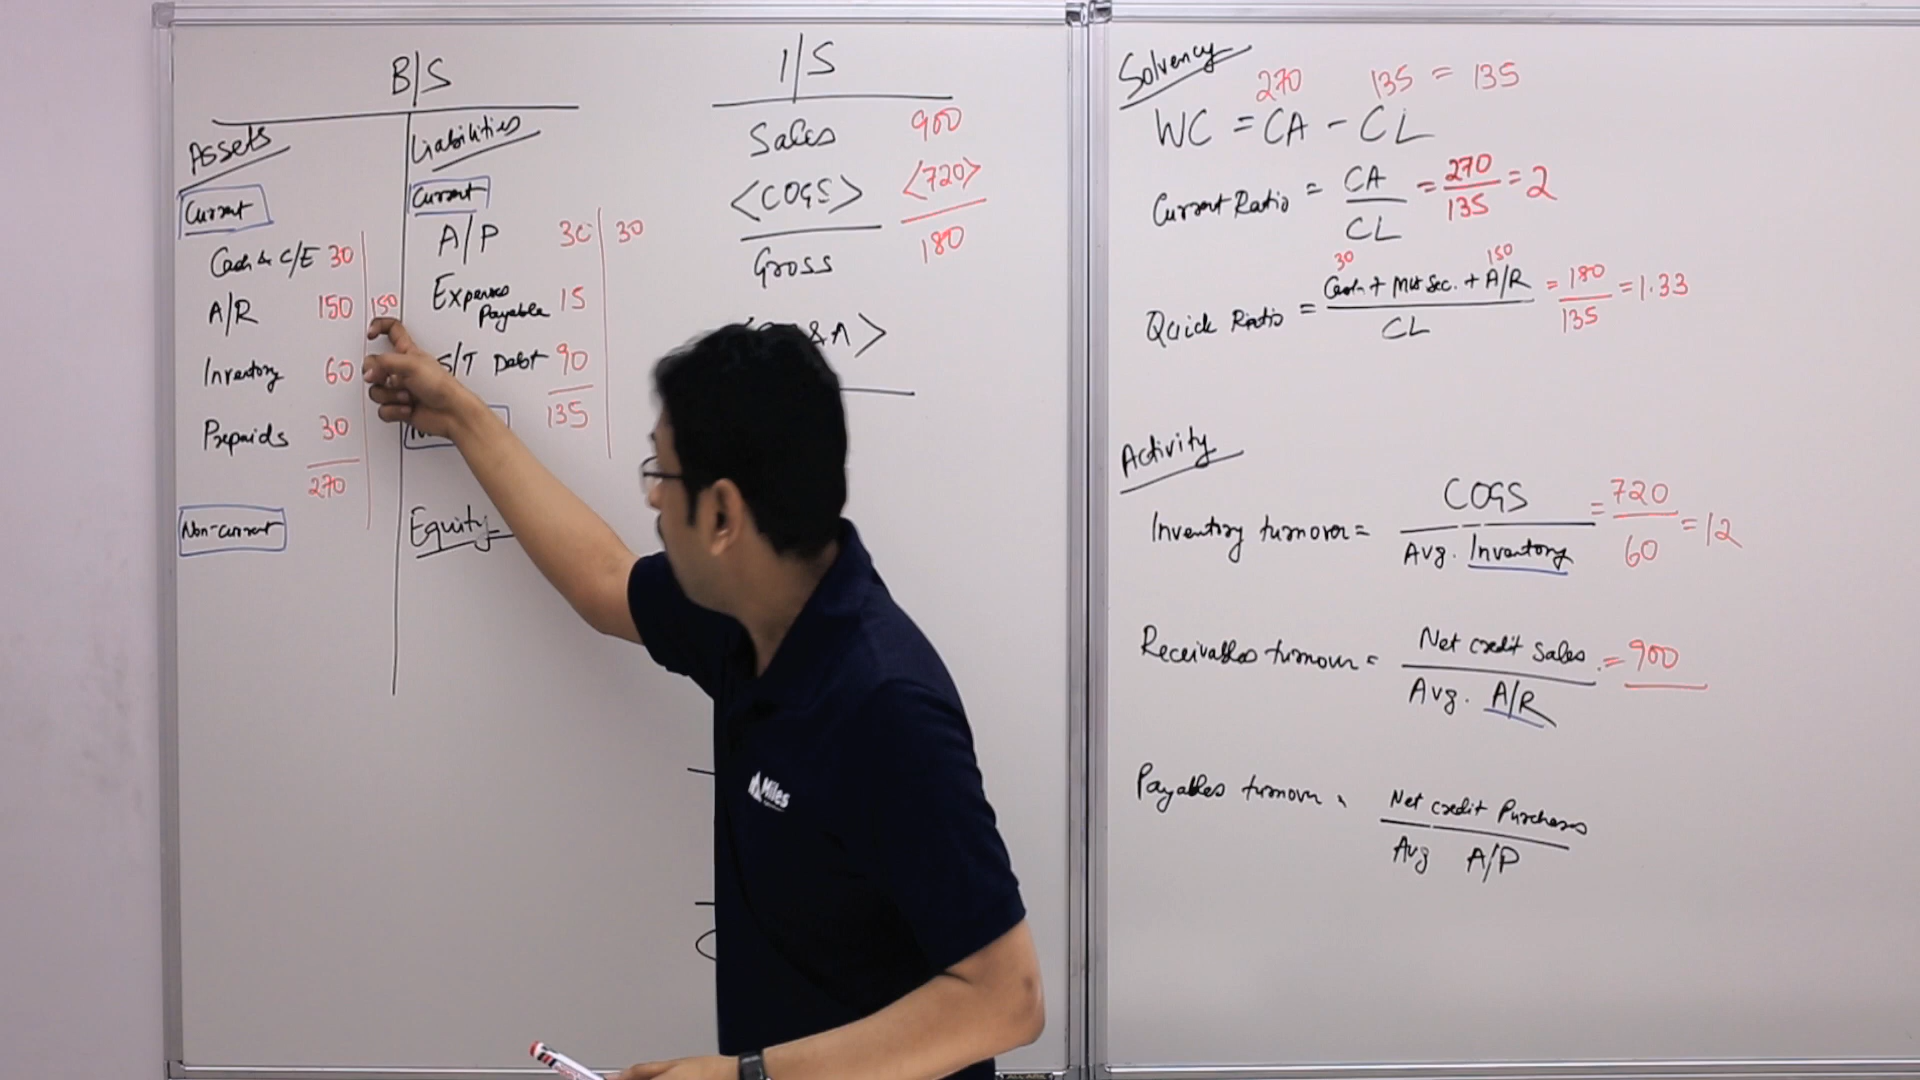 B/S
Assets
Current
Cash & C/E 30
A/R 150 150
Inventory 60
Prepaids 30
270
Non-current
Liabilities
Current
A/P 30 30
Expenses
Payable 15
S/T Debt 90
135
Equity
I/S
Sales 900
<COGS> <720>
Gross 180
&A>
Miles
Solvency
270 135 = 135
WC = CA - CL
Current Ratio = CA = 270 = 2
CL 135
30 150
Quick Ratio = Cash + Mkt Sec. + A/R = 180 = 1.33
CL 135
Activity
Inventory turnover = COGS = 720 = 12
Avg. Inventory 60
Receivables turnover = Net credit Sales = 900
Avg. A/R
Payables turnover = Net credit Purchases
Avg A/P